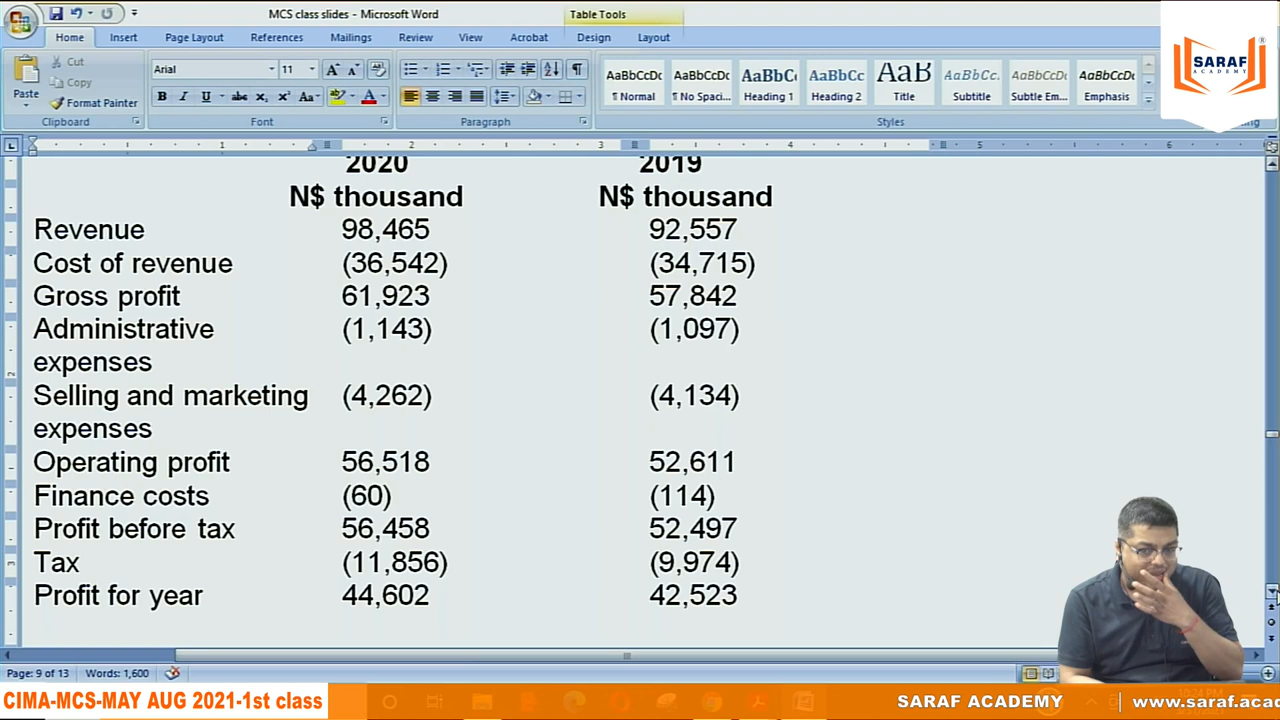 MCS class slides - Microsoft Word
Table Tools
Home Insert Page Layout References Mailings Review View Acrobat Design Layout
Cut
Copy
Format Painter
Paste
Clipboard
Arial 11
Font
Paragraph
AaBbCcDc AaBbCcDc AaBbCc AaBbCc AaB AaBbCc. AaBbCcDc AaBbCcDc
¶ Normal ¶ No Spaci... Heading 1 Heading 2 Title Subtitle Subtle Em... Emphasis
Styles
SARAF
ACADEMY
2020 2019
N$ thousand N$ thousand
Revenue 98,465 92,557
Cost of revenue (36,542) (34,715)
Gross profit 61,923 57,842
Administrative (1,143) (1,097)
expenses
Selling and marketing (4,262) (4,134)
expenses
Operating profit 56,518 52,611
Finance costs (60) (114)
Profit before tax 56,458 52,497
Tax (11,856) (9,974)
Profit for year 44,602 42,523
Page: 9 of 13 Words: 1,600
CIMA-MCS-MAY AUG 2021-1st class
SARAF ACADEMY
www.saraf.aca